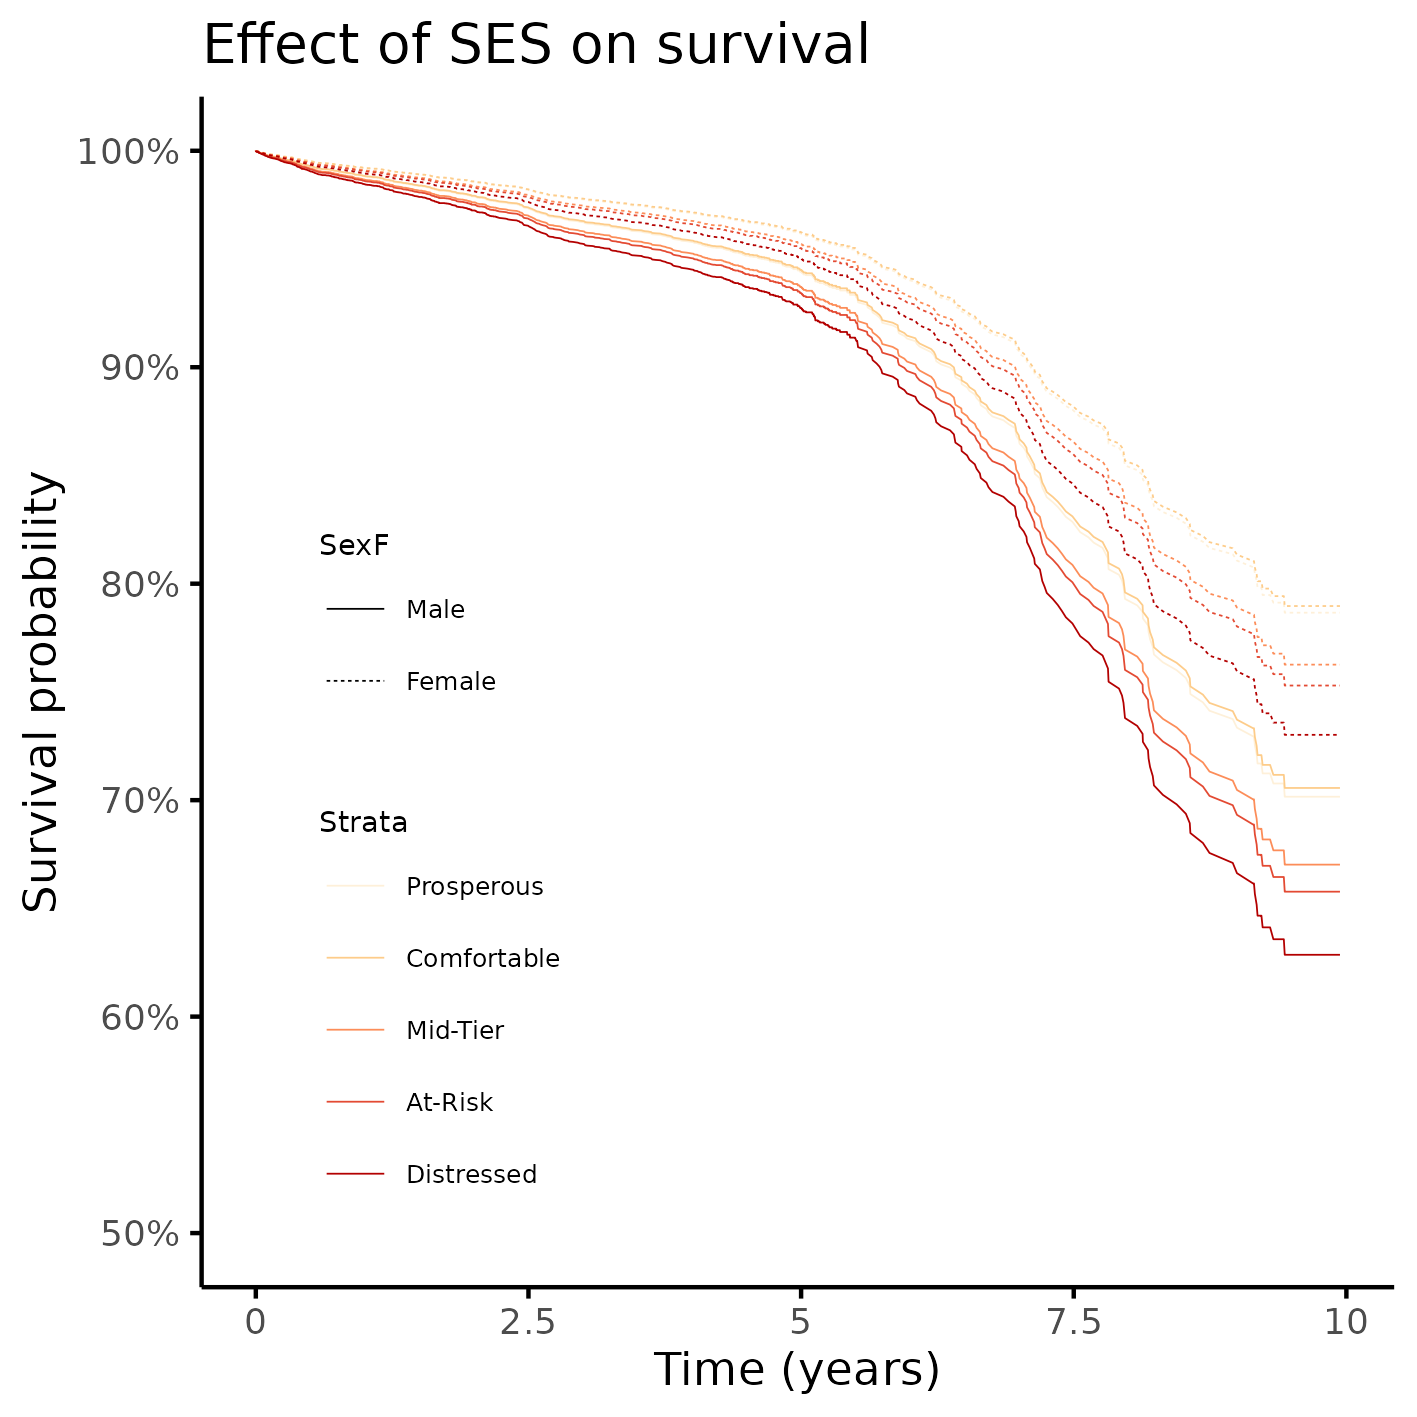 Effect of SES on survival
100%
90%
80%
70%
60%
50%
Survival probability
SexF
Male
Female
Strata
Prosperous
Comfortable
Mid-Tier
At-Risk
Distressed
0 2.5 5 7.5 10
Time (years)